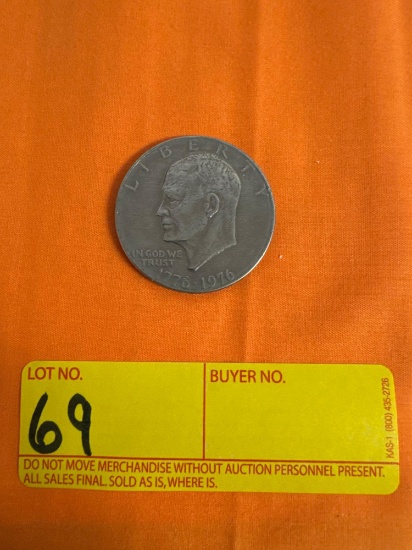 LIBERTY
IN GOD WE
TRUST
1776-1976
LOT NO.
BUYER NO.
69
DO NOT MOVE MERCHANDISE WITHOUT AUCTION PERSONNEL PRESENT.
ALL SALES FINAL. SOLD AS IS, WHERE IS.
KAS-1 (800) 435-2726